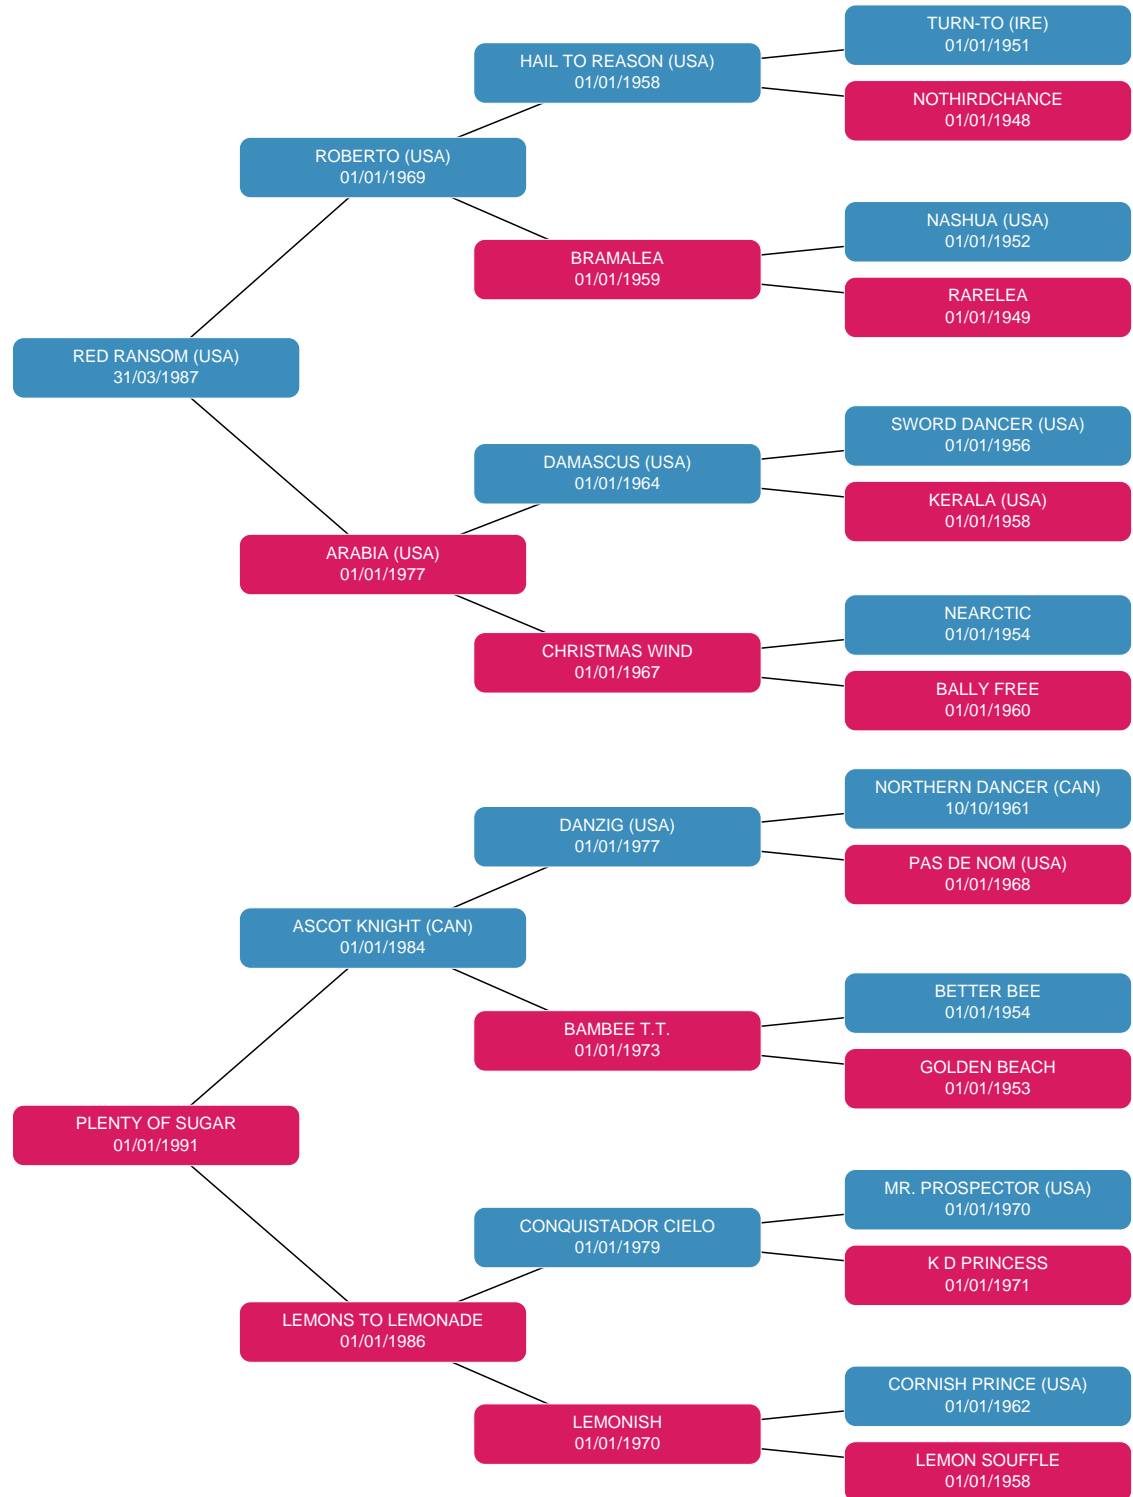 TURN-TO (IRE)
01/01/1951
HAIL TO REASON (USA)
01/01/1958
NOTHIRDCHANCE
01/01/1948
ROBERTO (USA)
01/01/1969
NASHUA (USA)
01/01/1952
BRAMALEA
01/01/1959
RARELEA
01/01/1949
RED RANSOM (USA)
31/03/1987
SWORD DANCER (USA)
01/01/1956
DAMASCUS (USA)
01/01/1964
KERALA (USA)
01/01/1958
ARABIA (USA)
01/01/1977
NEARCTIC
01/01/1954
CHRISTMAS WIND
01/01/1967
BALLY FREE
01/01/1960
NORTHERN DANCER (CAN)
10/10/1961
DANZIG (USA)
01/01/1977
PAS DE NOM (USA)
01/01/1968
ASCOT KNIGHT (CAN)
01/01/1984
BETTER BEE
01/01/1954
BAMBEE T.T.
01/01/1973
GOLDEN BEACH
01/01/1953
PLENTY OF SUGAR
01/01/1991
MR. PROSPECTOR (USA)
01/01/1970
CONQUISTADOR CIELO
01/01/1979
K D PRINCESS
01/01/1971
LEMONS TO LEMONADE
01/01/1986
CORNISH PRINCE (USA)
01/01/1962
LEMONISH
01/01/1970
LEMON SOUFFLE
01/01/1958